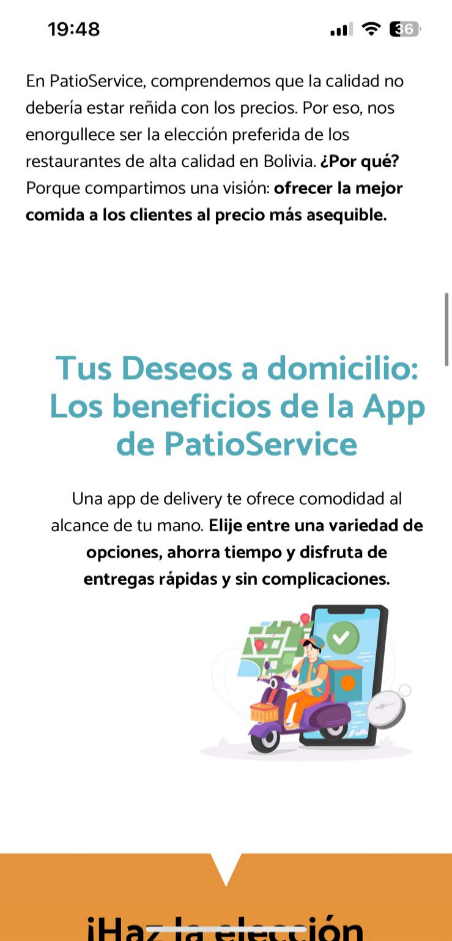 19:48
36
En PatioService, comprendemos que la calidad no
debería estar reñida con los precios. Por eso, nos
enorgullece ser la elección preferida de los
restaurantes de alta calidad en Bolivia. ¿Por qué?
Porque compartimos una visión: ofrecer la mejor
comida a los clientes al precio más asequible.
Tus Deseos a domicilio:
Los beneficios de la App
de PatioService
Una app de delivery te ofrece comodidad al
alcance de tu mano. Elije entre una variedad de
opciones, ahorra tiempo y disfruta de
entregas rápidas y sin complicaciones.
¡Haz la elección